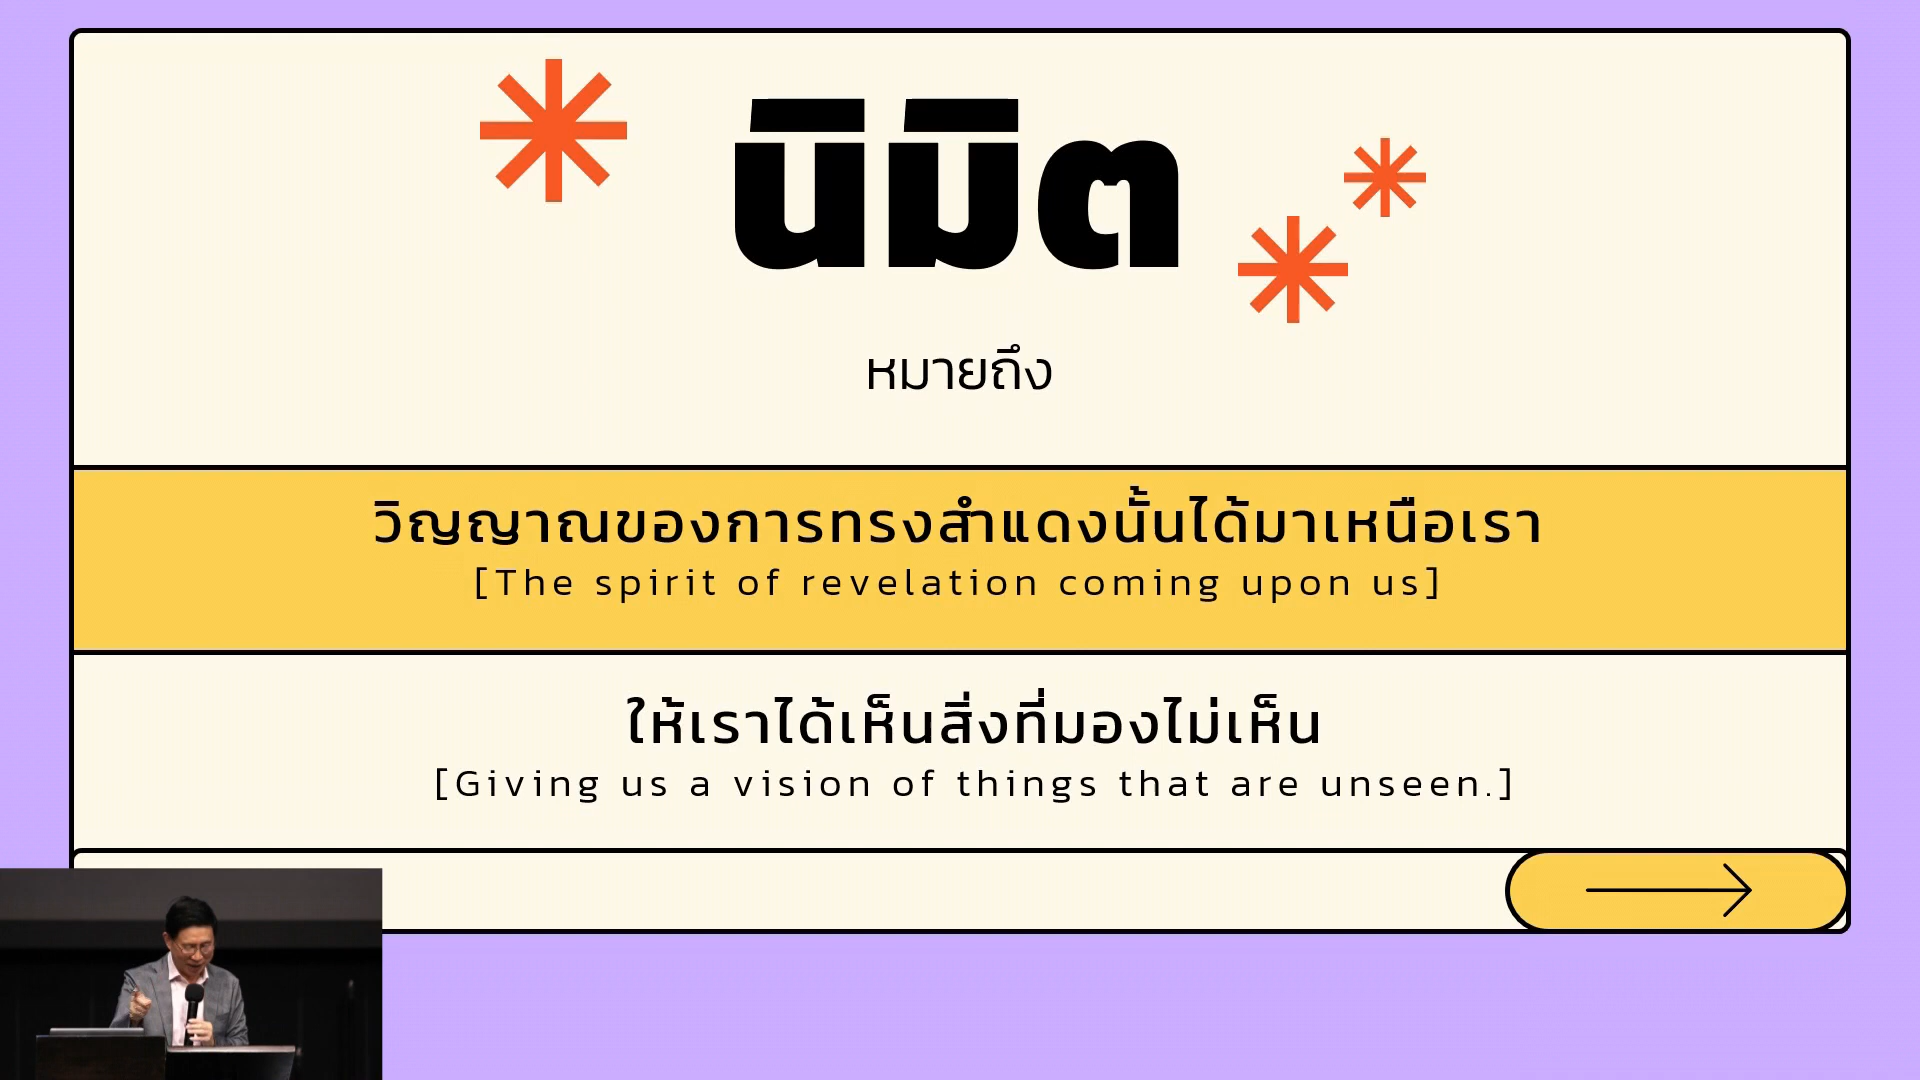 นิมิต
หมายถึง
วิญญาณของการทรงสำแดงนั้นได้มาเหนือเรา
[The spirit of revelation coming upon us]
ให้เราได้เห็นสิ่งที่มองไม่เห็น
[Giving us a vision of things that are unseen.]